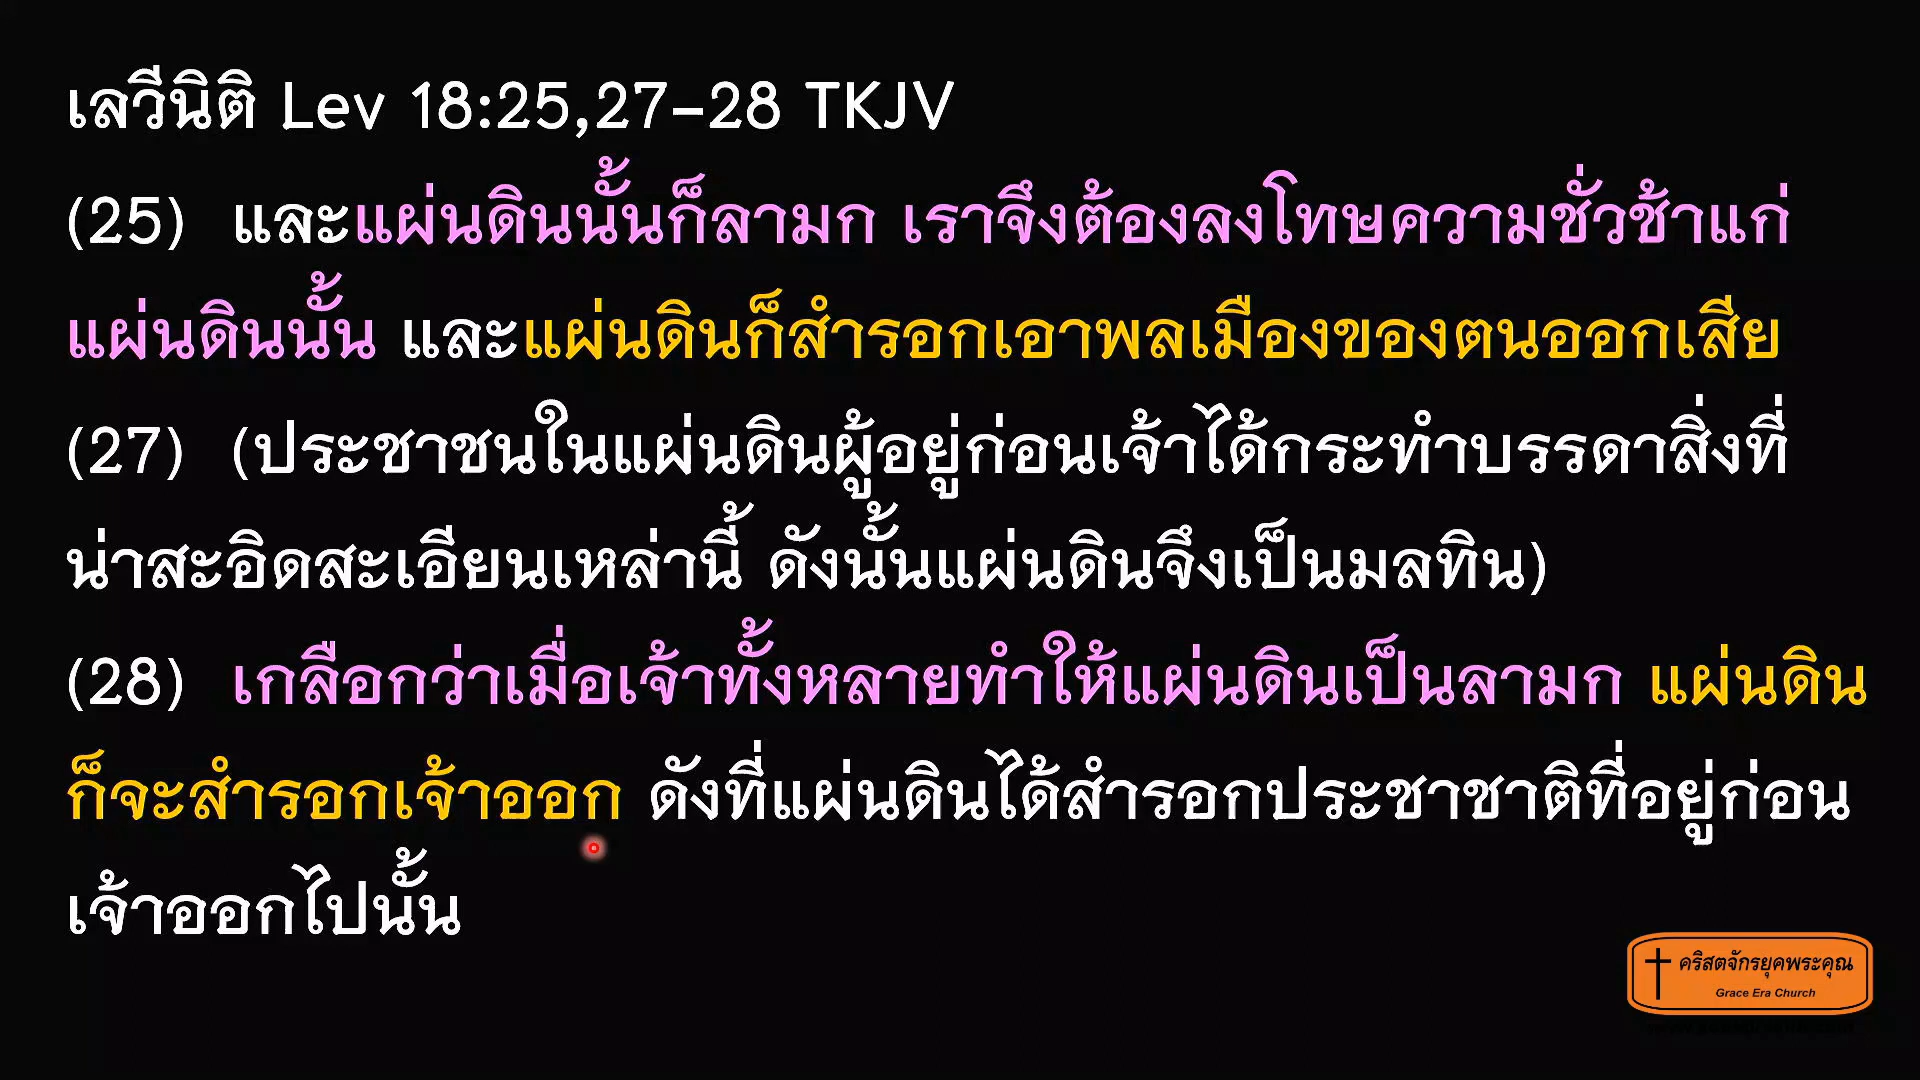 เลวีนิติ Lev 18:25,27-28 TKJV
(25) และแผ่นดินนั้นก็ลามก เราจึงต้องลงโทษความชั่วช้าแก่
แผ่นดินนั้น และแผ่นดินก็สำรอกเอาพลเมืองของตนออกเสีย
(27) (ประชาชนในแผ่นดินผู้อยู่ก่อนเจ้าได้กระทำบรรดาสิ่งที่
น่าสะอิดสะเอียนเหล่านี้ ดังนั้นแผ่นดินจึงเป็นมลทิน)
(28) เกลือกว่าเมื่อเจ้าทั้งหลายทำให้แผ่นดินเป็นลามก แผ่นดิน
ก็จะสำรอกเจ้าออก ดังที่แผ่นดินได้สำรอกประชาชาติที่อยู่ก่อน
เจ้าออกไปนั้น
คริสตจักรยุคพระคุณ
Grace Era Church